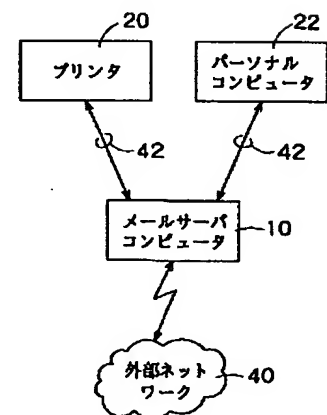 20
プリンタ
22
パーソナル
コンピュータ
42
42
メールサーバ
コンピュータ
10
外部ネット
ワーク
40